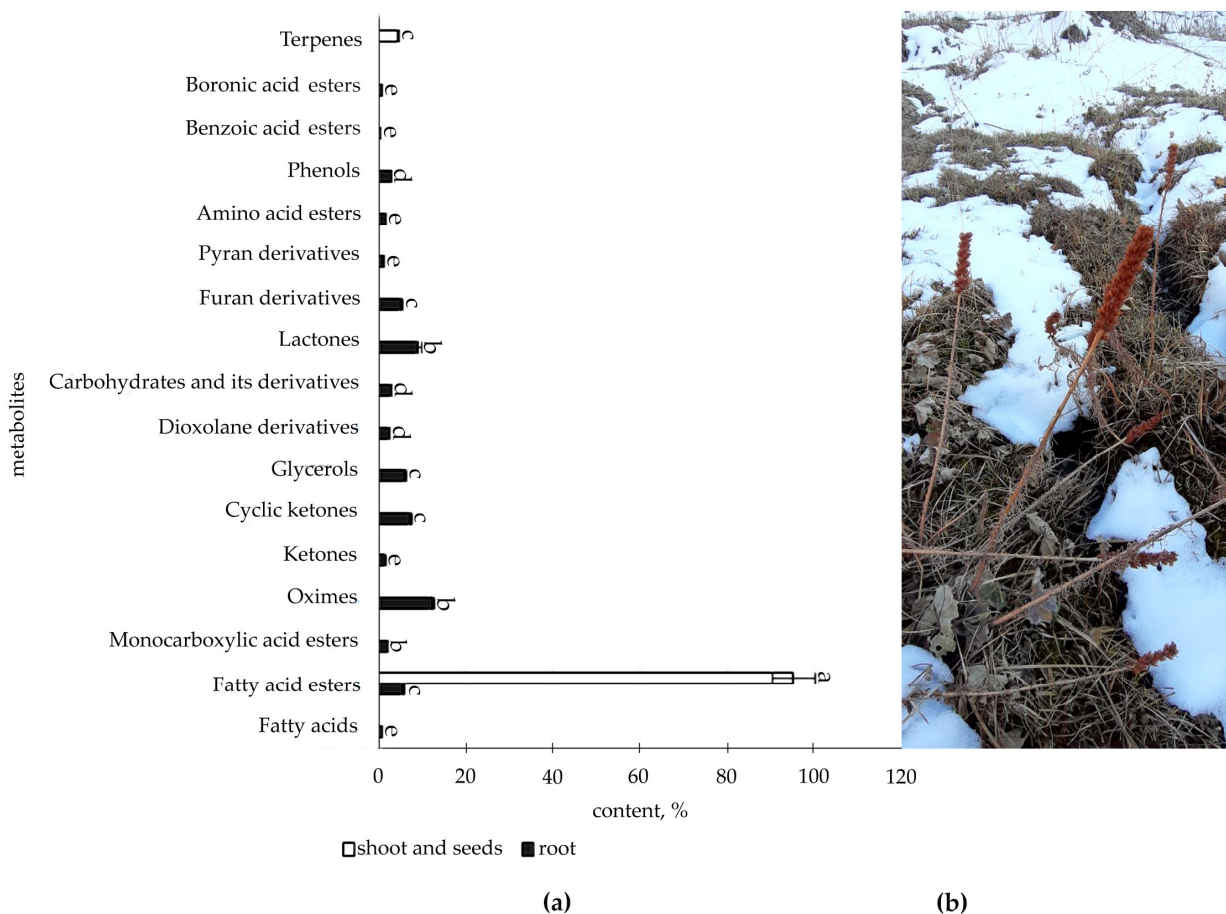 metabolites
Terpenes c
Boronic acid esters e
Benzoic acid esters e
Phenols d
Amino acid esters e
Pyran derivatives e
Furan derivatives c
Lactones b
Carbohydrates and its derivatives d
Dioxolane derivatives d
Glycerols c
Cyclic ketones c
Ketones e
Oximes b
Monocarboxylic acid esters b
a
Fatty acid esters c
Fatty acids e
0 20 40 60 80 100 120
content, %
shoot and seeds root
(a) (b)